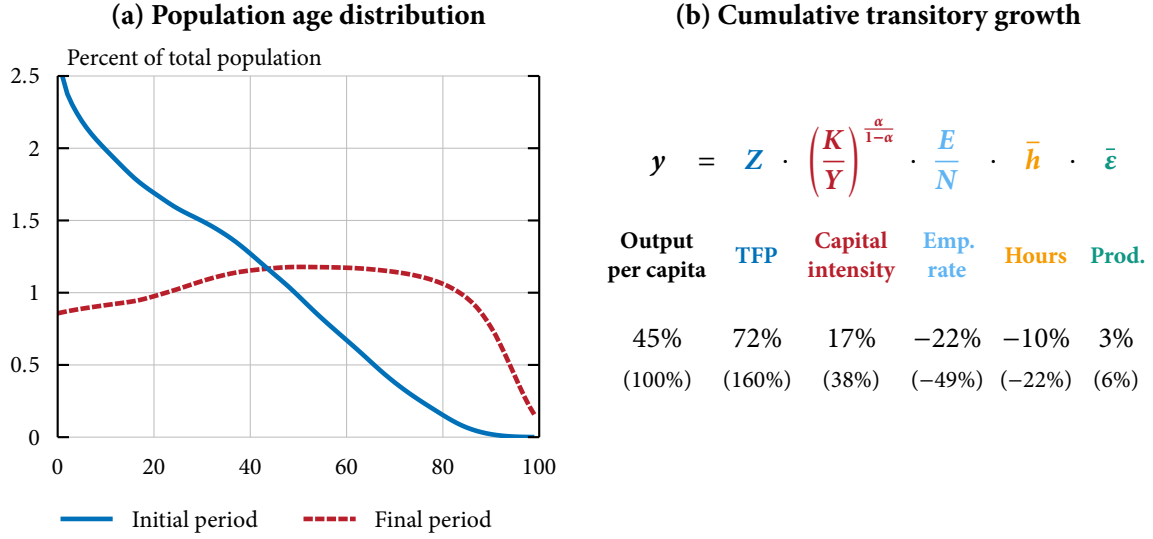 (a) Population age distribution
Percent of total population
2.5
2
1.5
1
0.5
0
0 20 40 60 80 100
Initial period Final period
(b) Cumulative transitory growth
y = Z · (K/Y)^(α/(1−α)) · E/N · h̄ · ε̄
Output per capita TFP Capital intensity Emp. rate Hours Prod.
45% 72% 17% −22% −10% 3%
(100%) (160%) (38%) (−49%) (−22%) (6%)